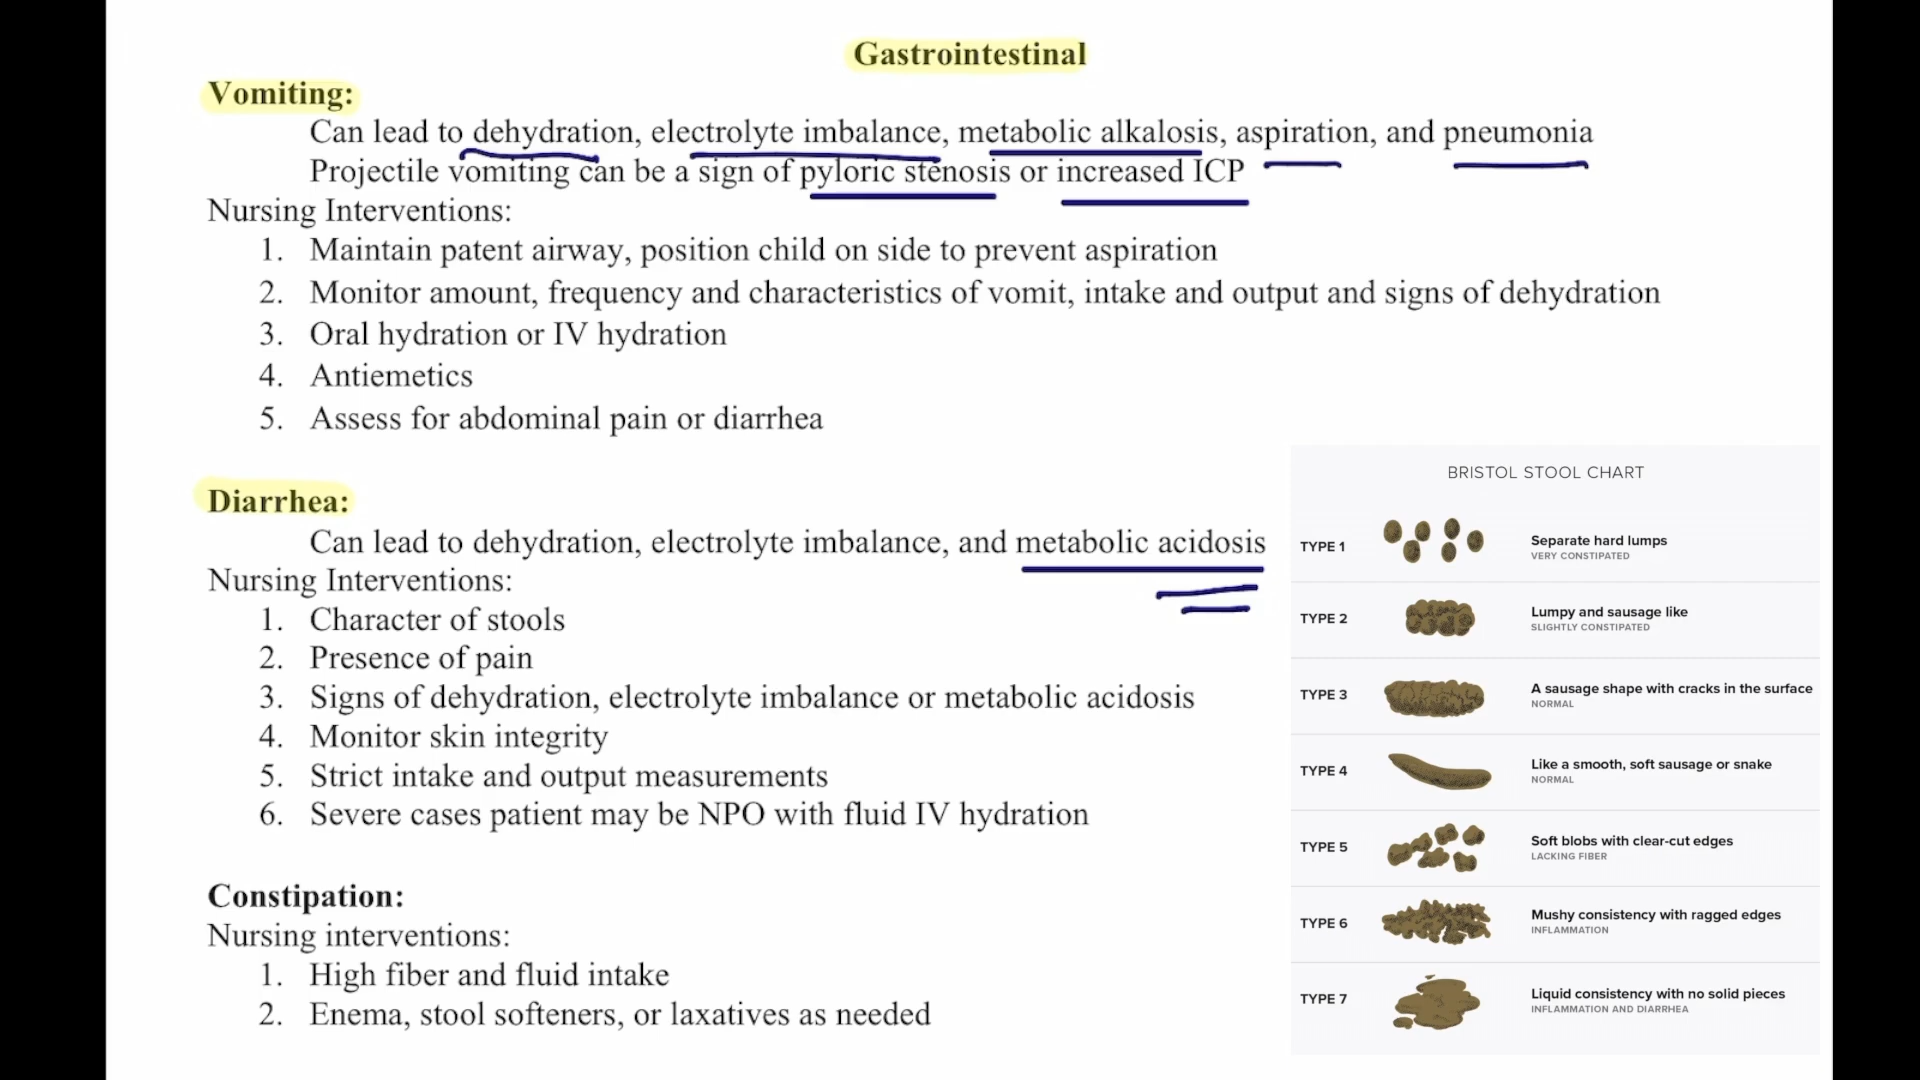 Gastrointestinal
Vomiting:
Can lead to dehydration, electrolyte imbalance, metabolic alkalosis, aspiration, and pneumonia
Projectile vomiting can be a sign of pyloric stenosis or increased ICP
Nursing Interventions:
1. Maintain patent airway, position child on side to prevent aspiration
2. Monitor amount, frequency and characteristics of vomit, intake and output and signs of dehydration
3. Oral hydration or IV hydration
4. Antiemetics
5. Assess for abdominal pain or diarrhea
Diarrhea:
Can lead to dehydration, electrolyte imbalance, and metabolic acidosis
Nursing Interventions:
1. Character of stools
2. Presence of pain
3. Signs of dehydration, electrolyte imbalance or metabolic acidosis
4. Monitor skin integrity
5. Strict intake and output measurements
6. Severe cases patient may be NPO with fluid IV hydration
Constipation:
Nursing interventions:
1. High fiber and fluid intake
2. Enema, stool softeners, or laxatives as needed
BRISTOL STOOL CHART
TYPE 1
Separate hard lumps
VERY CONSTIPATED
TYPE 2
Lumpy and sausage like
SLIGHTLY CONSTIPATED
TYPE 3
A sausage shape with cracks in the surface
NORMAL
TYPE 4
Like a smooth, soft sausage or snake
NORMAL
TYPE 5
Soft blobs with clear-cut edges
LACKING FIBER
TYPE 6
Mushy consistency with ragged edges
INFLAMMATION
TYPE 7
Liquid consistency with no solid pieces
INFLAMMATION AND DIARRHEA